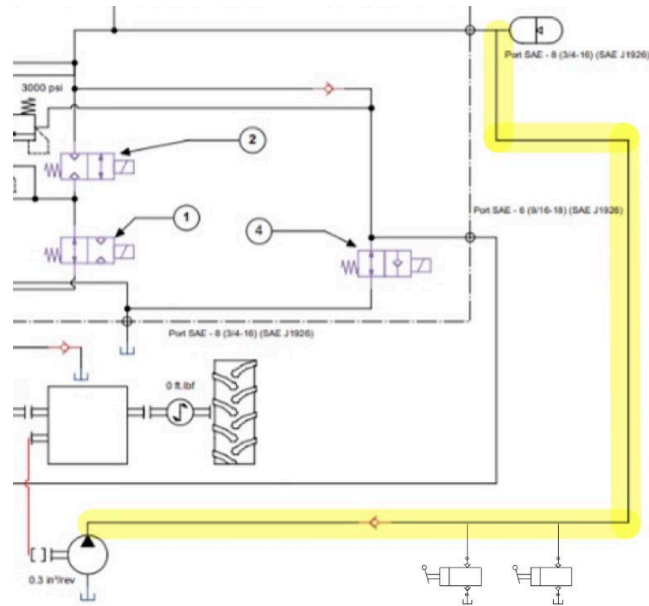 Port SAE - 8 (3/4-16) (SAE J1926)
3000 psi
2
1
4
Port SAE - 6 (9/16-18) (SAE J1926)
Port SAE - 8 (3/4-16) (SAE J1926)
0 ft.lbf
0.3 in³/rev